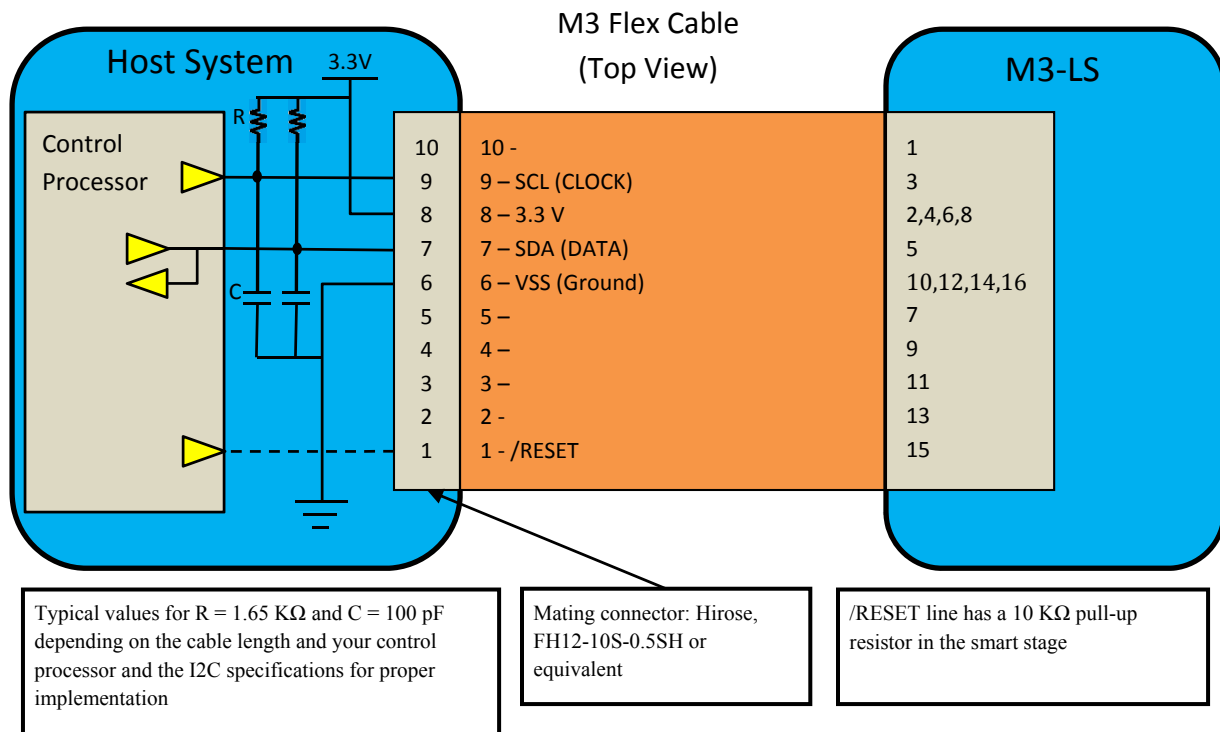 M3 Flex Cable
(Top View)
Host System
3.3V
M3-LS
R
Control
Processor
C
10
9
8
7
6
5
4
3
2
1
10 -
9 – SCL (CLOCK)
8 – 3.3 V
7 – SDA (DATA)
6 – VSS (Ground)
5 –
4 –
3 –
2 -
1 - /RESET
1
3
2,4,6,8
5
10,12,14,16
7
9
11
13
15
Typical values for R = 1.65 KΩ and C = 100 pF
depending on the cable length and your control
processor and the I2C specifications for proper
implementation
Mating connector: Hirose,
FH12-10S-0.5SH or
equivalent
/RESET line has a 10 KΩ pull-up
resistor in the smart stage